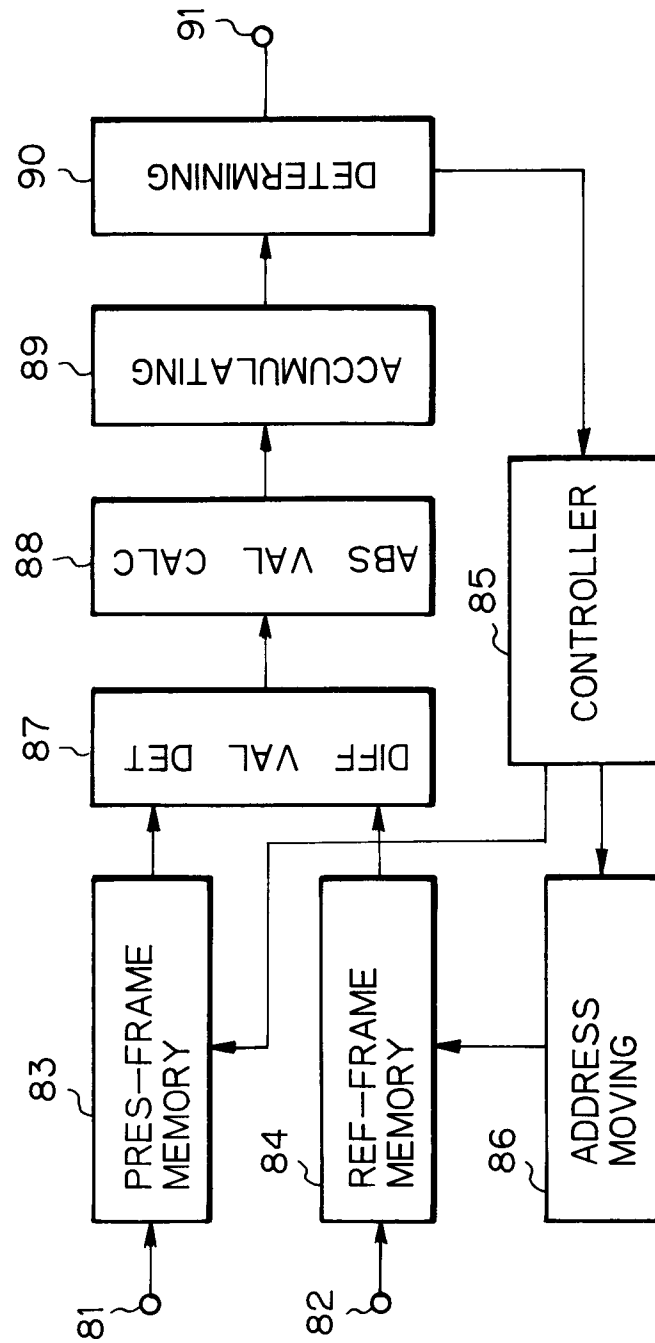 81
83
PRES-FRAME
MEMORY
82
84
REF-FRAME
MEMORY
86
ADDRESS
MOVING
85
CONTROLLER
87
DIFF VAL DET
88
ABS VAL CALC
89
ACCUMULATING
90
DETERMINING
91